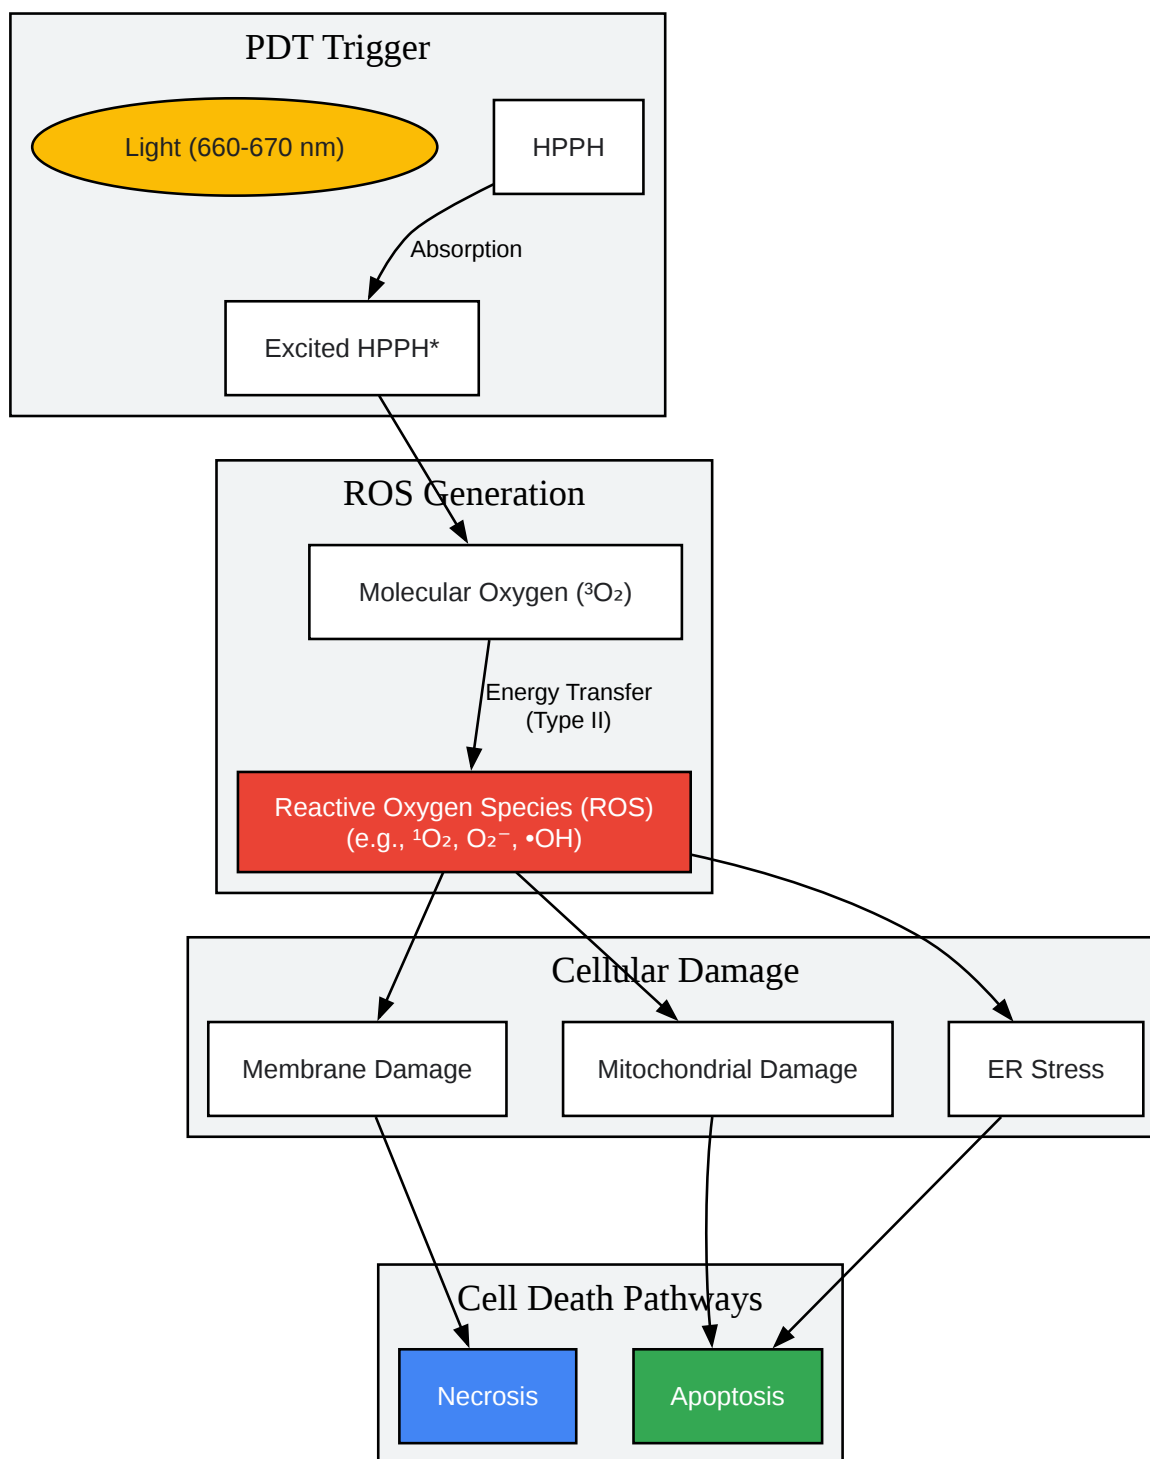 PDT Trigger
Light (660-670 nm)
HPPH
Absorption
Excited HPPH*
ROS Generation
Molecular Oxygen (³O₂)
Energy Transfer
(Type II)
Reactive Oxygen Species (ROS)
(e.g., ¹O₂, O₂⁻, •OH)
Cellular Damage
Membrane Damage
Mitochondrial Damage
ER Stress
Cell Death Pathways
Necrosis
Apoptosis